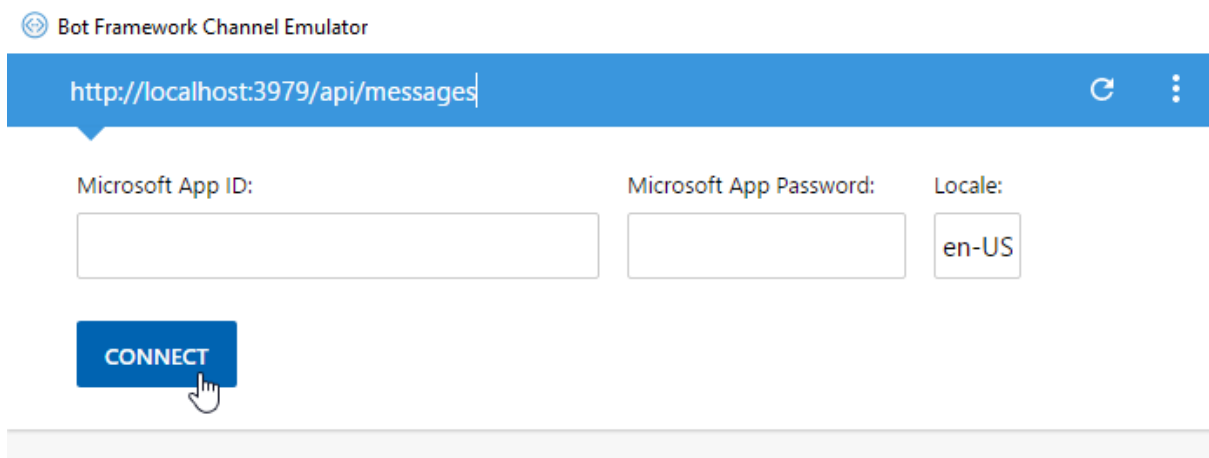 Bot Framework Channel Emulator
http://localhost:3979/api/messages
Microsoft App ID: Microsoft App Password: Locale:
en-US
CONNECT